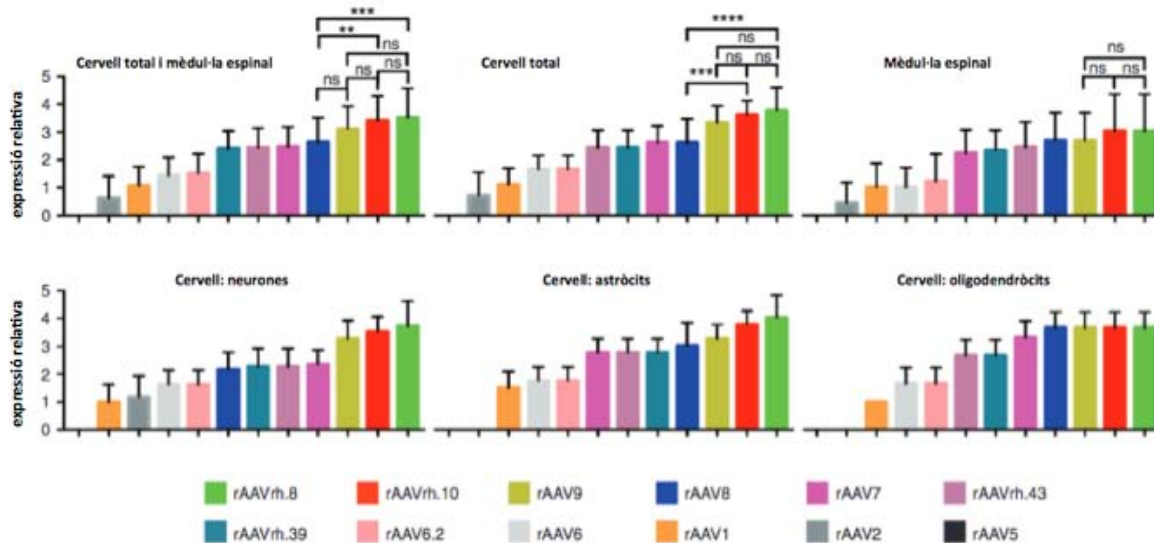 Cervell total i mèdul·la espinal
Cervell total
Mèdul·la espinal
***
**
ns
ns
ns
ns
****
ns
ns
ns
***
ns
ns
ns
expressió relativa
5
4
3
2
1
0
Cervell: neurones
Cervell: astròcits
Cervell: oligodendròcits
expressió relativa
5
4
3
2
1
0
rAAVrh.8
rAAVrh.10
rAAV9
rAAV8
rAAV7
rAAVrh.43
rAAVrh.39
rAAV6.2
rAAV6
rAAV1
rAAV2
rAAV5